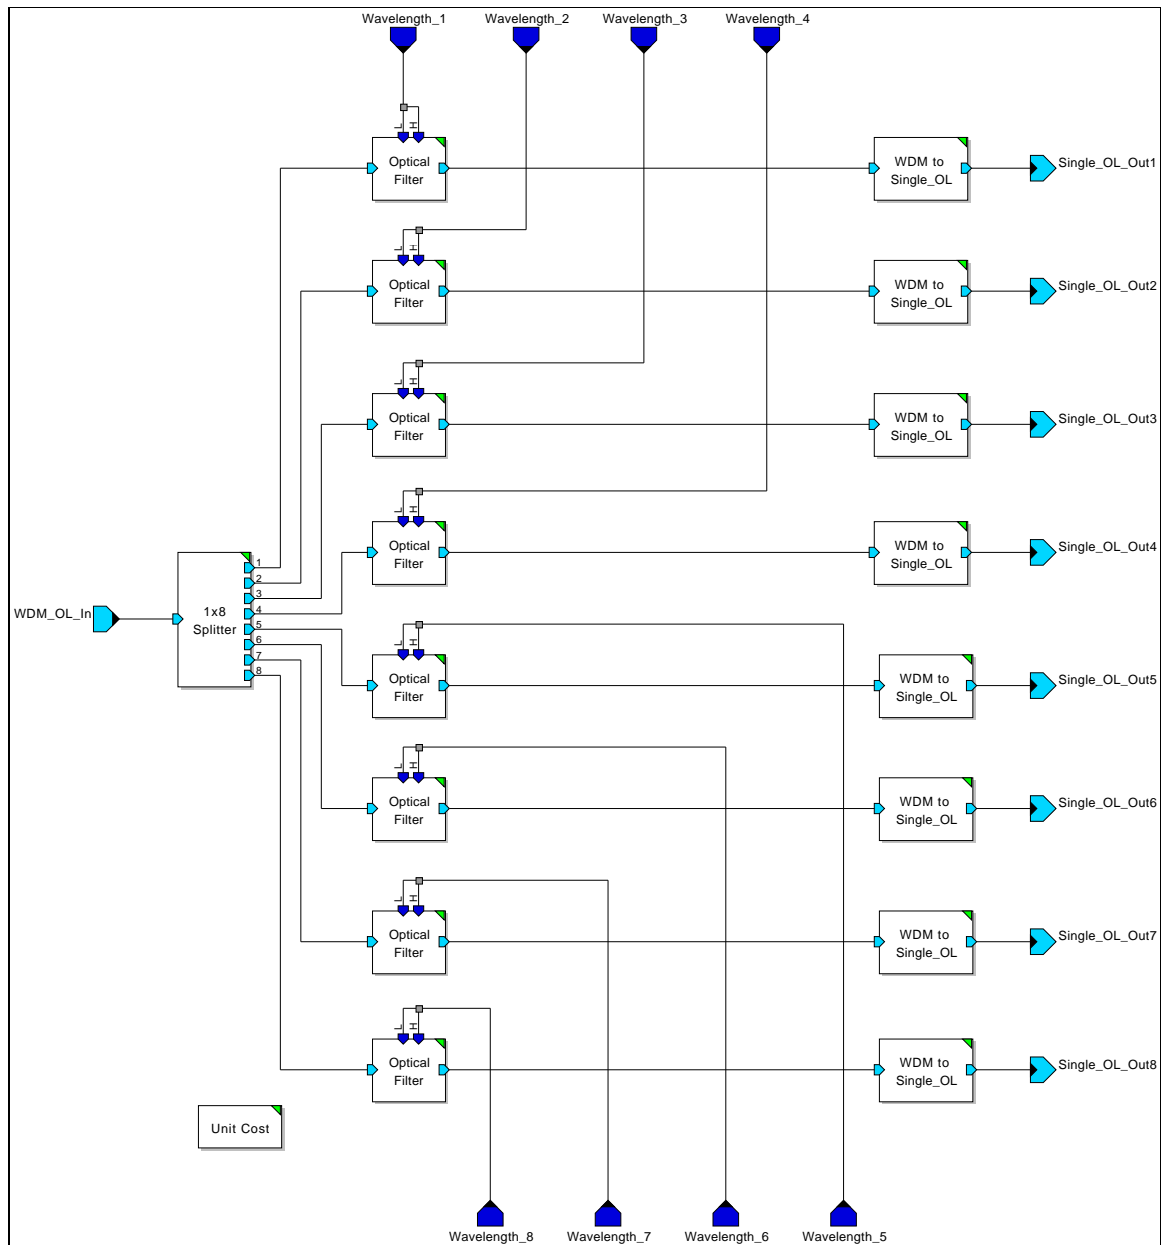 Wavelength_1
Wavelength_2
Wavelength_3
Wavelength_4
L
H
Optical
Filter
WDM to
Single_OL
Single_OL_Out1
L
H
Optical
Filter
WDM to
Single_OL
Single_OL_Out2
L
H
Optical
Filter
WDM to
Single_OL
Single_OL_Out3
L
H
Optical
Filter
WDM to
Single_OL
Single_OL_Out4
WDM_OL_In
1x8
Splitter
1
2
3
4
5
6
7
8
L
H
Optical
Filter
WDM to
Single_OL
Single_OL_Out5
L
H
Optical
Filter
WDM to
Single_OL
Single_OL_Out6
L
H
Optical
Filter
WDM to
Single_OL
Single_OL_Out7
L
H
Optical
Filter
WDM to
Single_OL
Single_OL_Out8
Unit Cost
Wavelength_8
Wavelength_7
Wavelength_6
Wavelength_5